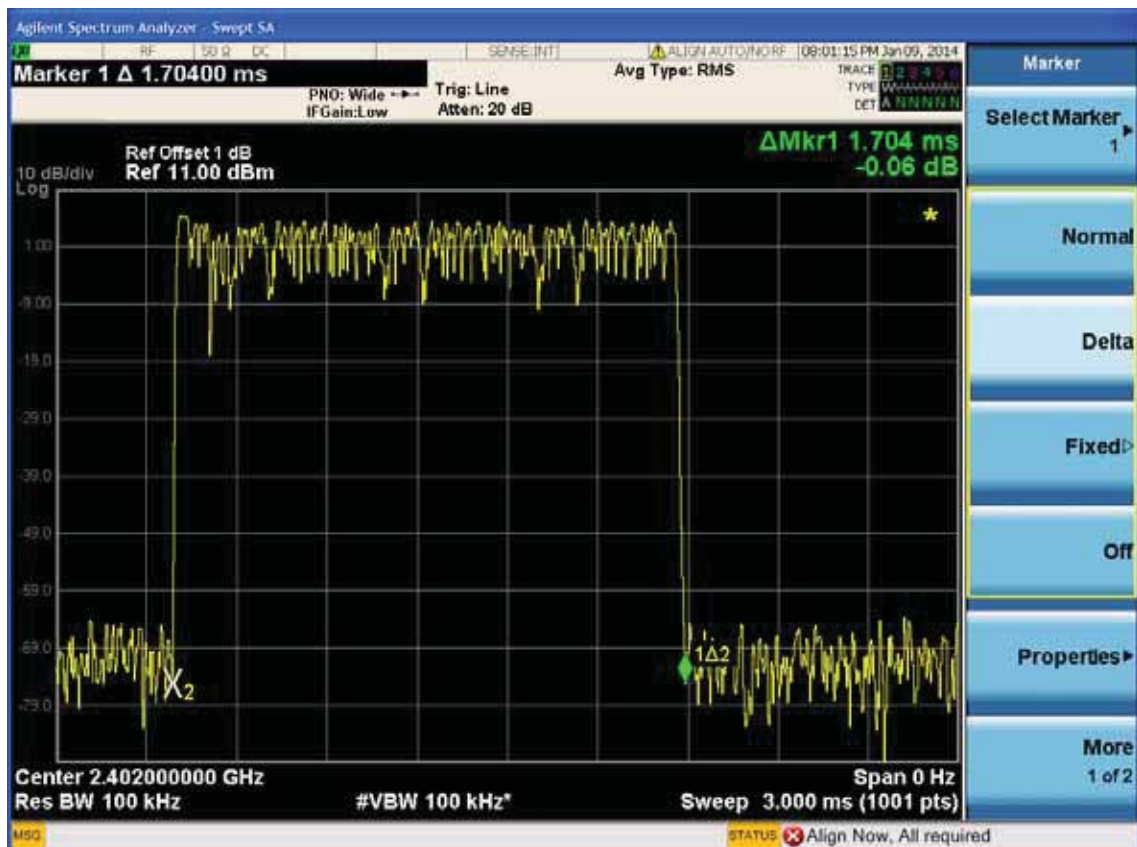 Agilent Spectrum Analyzer - Swept SA
RF 50 Ω DC SENSE:INT ALIGN AUTO/NO RF 08:01:15 PM Jan 09, 2014
Marker 1 Δ 1.70400 ms
PNO: Wide
IFGain:Low
Trig: Line
Atten: 20 dB
Avg Type: RMS
TRACE 1 2 3 4 5 6
TYPE
DET A N N N N N
ΔMkr1 1.704 ms
-0.06 dB
Ref Offset 1 dB
10 dB/div Ref 11.00 dBm
Log
1.00
-9.00
-19.0
-29.0
-39.0
-49.0
-59.0
-69.0
-79.0
X2
1Δ2
*
Center 2.402000000 GHz Span 0 Hz
Res BW 100 kHz #VBW 100 kHz* Sweep 3.000 ms (1001 pts)
MSG STATUS Align Now, All required
Marker
Select Marker
1
Normal
Delta
Fixed
Off
Properties
More
1 of 2